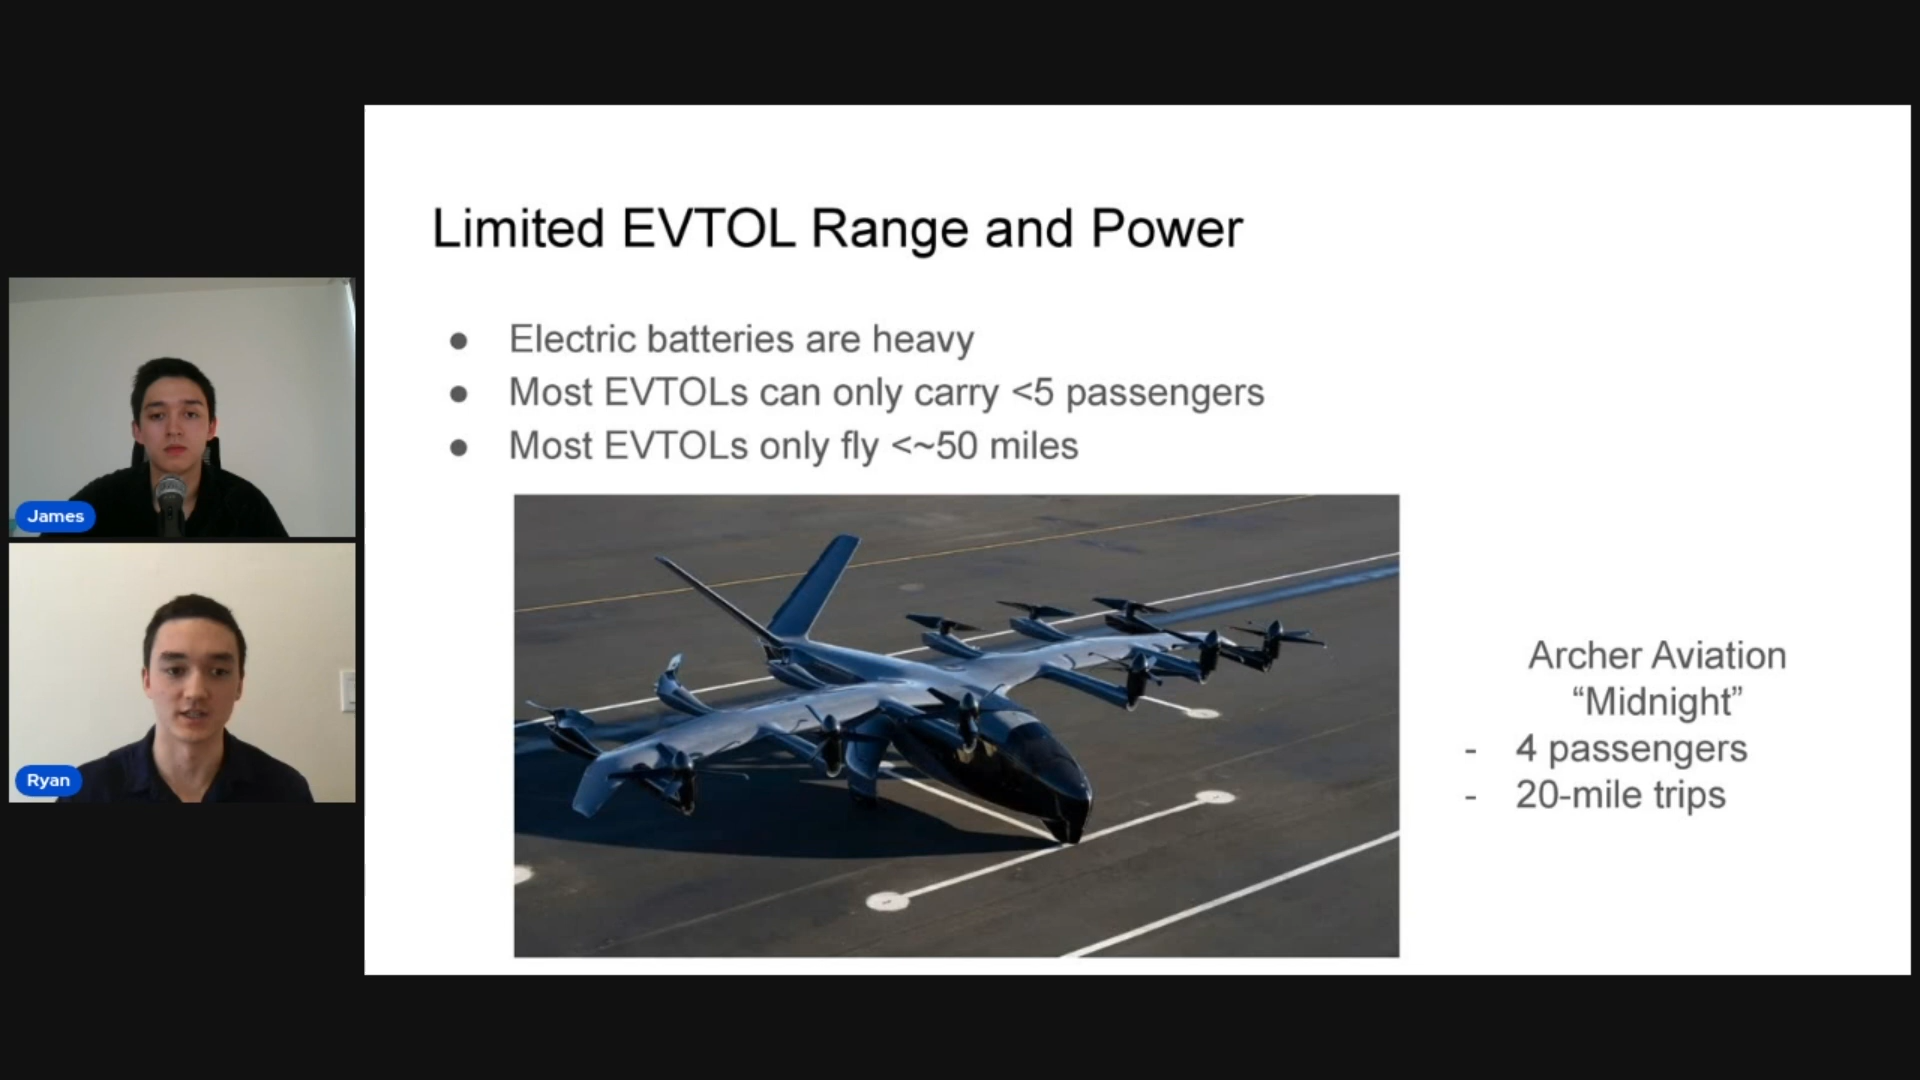 Limited EVTOL Range and Power
● Electric batteries are heavy
● Most EVTOLs can only carry <5 passengers
● Most EVTOLs only fly <~50 miles
James
Ryan
Archer Aviation
“Midnight”
- 4 passengers
- 20-mile trips